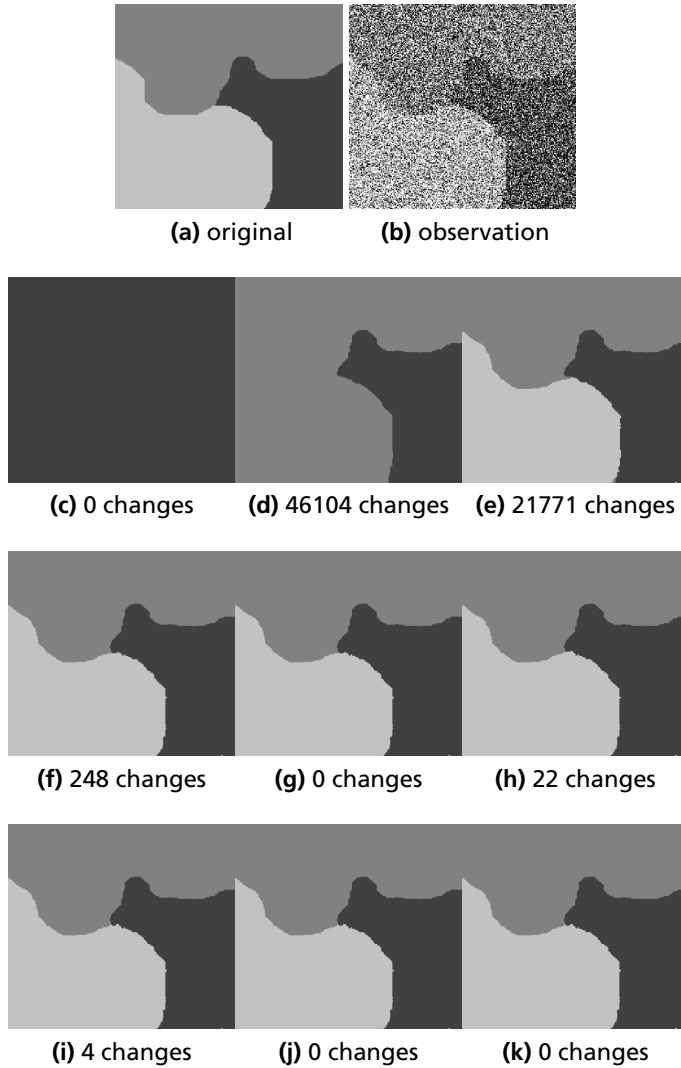 (a) original
(b) observation
(c) 0 changes
(d) 46104 changes
(e) 21771 changes
(f) 248 changes
(g) 0 changes
(h) 22 changes
(i) 4 changes
(j) 0 changes
(k) 0 changes